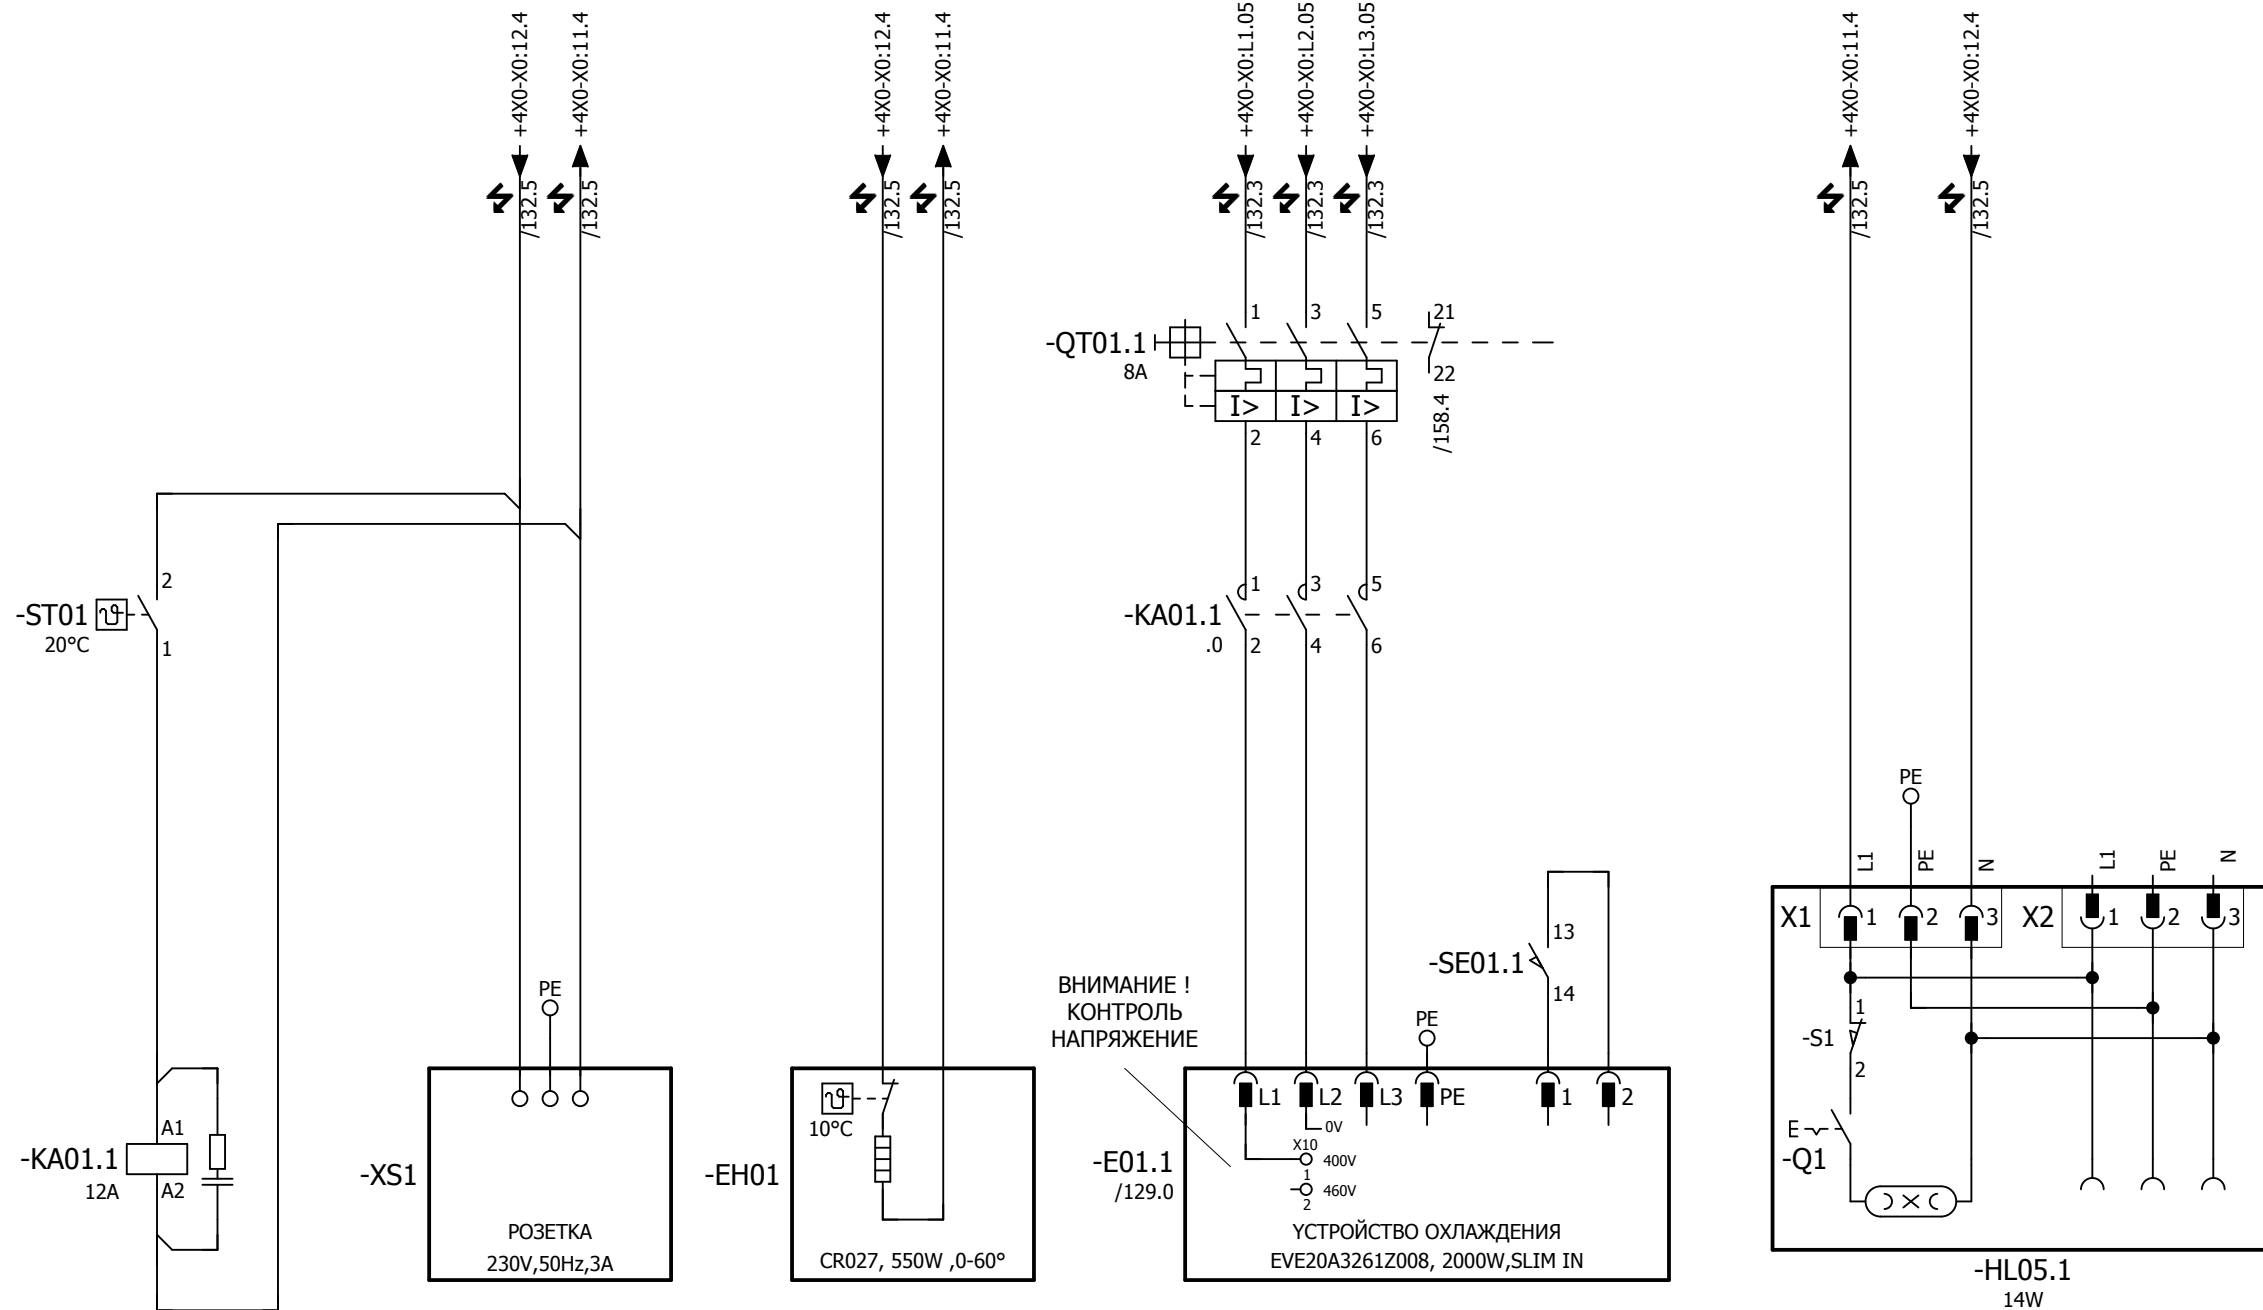 +4X0-X0:12.4
+4X0-X0:11.4
+4X0-X0:12.4
+4X0-X0:11.4
+4X0-X0:L1.05
+4X0-X0:L2.05
+4X0-X0:L3.05
+4X0-X0:11.4
+4X0-X0:12.4
/132.5
/132.5
/132.5
/132.5
/132.3
/132.3
/132.3
/132.5
/132.5
1 3 5 21
-QT01.1
8A
22
I> I> I>
2 4 6
/158.4
2
-ST01
20°C
1
1 3 5
-KA01.1
.0
2 4 6
PE
L1 PE N L1 PE N
X1 1 2 3 X2 1 2 3
13
-SE01.1
14
ВНИМАНИЕ !
КОНТРОЛЬ
НАПРЯЖЕНИЕ
PE
PE
1
-S1
2
10°C
L1 L2 L3 PE 1 2
0V
X10
400V
1
460V
2
A1
-KA01.1
12A
A2
-XS1
РОЗЕТКА
230V,50Hz,3A
-EH01
CR027, 550W ,0-60°
-E01.1
/129.0
YСТРОЙСТВО ОХЛАЖДЕНИЯ
EVE20A3261Z008, 2000W,SLIM IN
E
-Q1
-HL05.1
14W